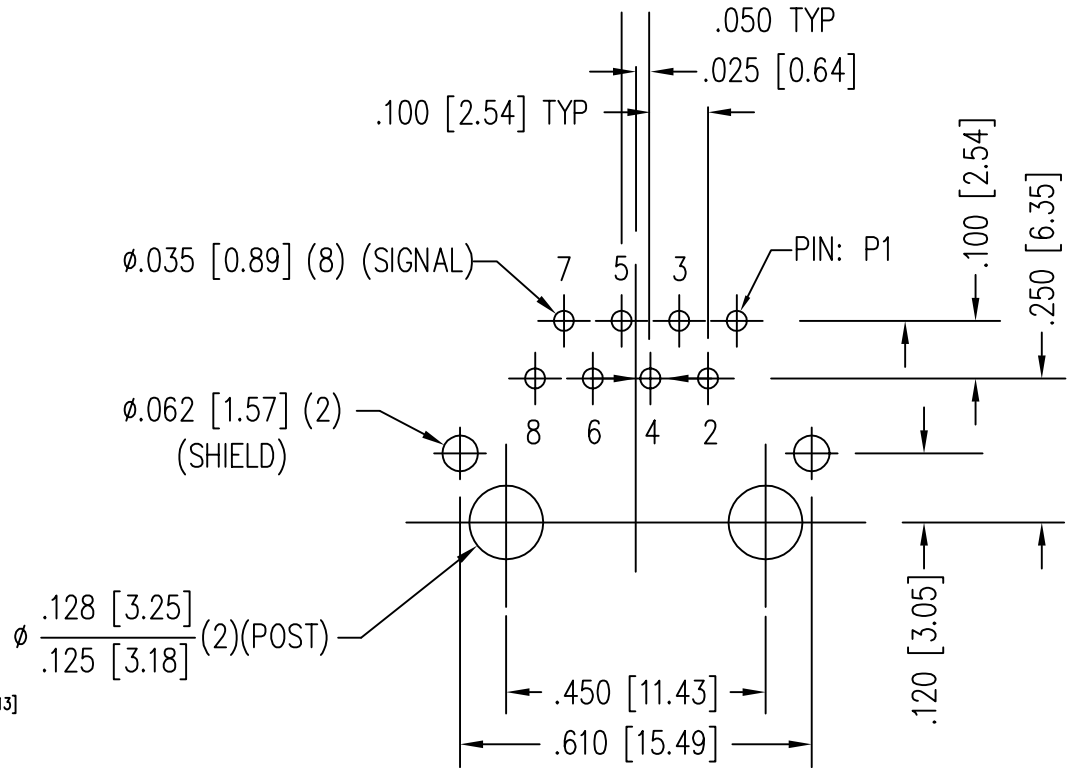 .050 TYP
.025 [0.64]
.100 [2.54] TYP
.100 [2.54]
.250 [6.35]
ø.035 [0.89] (8) (SIGNAL)
PIN: P1
7 5 3
8 6 4 2
ø.062 [1.57] (2)
(SHIELD)
ø .128 [3.25]
.125 [3.18] (2)(POST)
.120 [3.05]
.450 [11.43]
.610 [15.49]